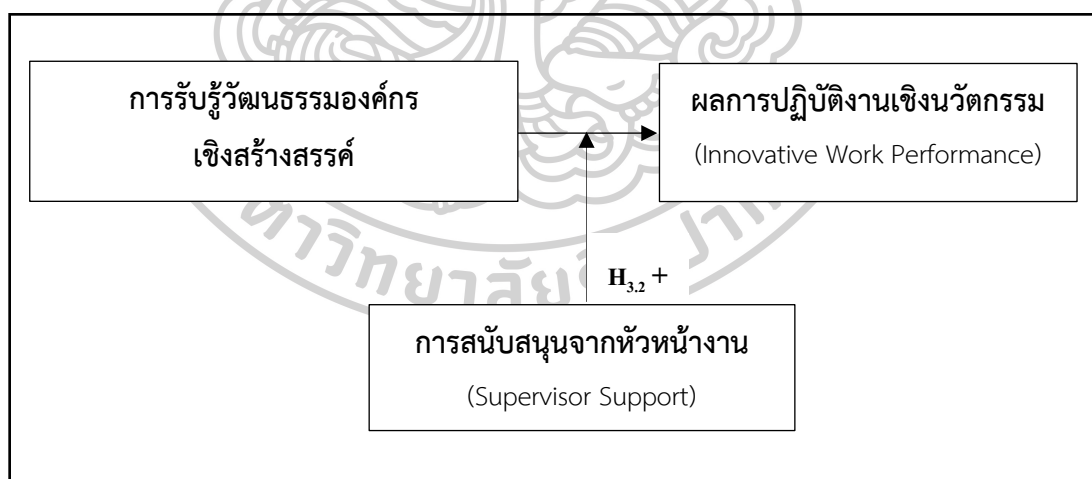 การรับรู้วัฒนธรรมองค์กร
เชิงสร้างสรรค์
ผลการปฏิบัติงานเชิงนวัตกรรม
(Innovative Work Performance)
H3.2 +
การสนับสนุนจากหัวหน้างาน
(Supervisor Support)